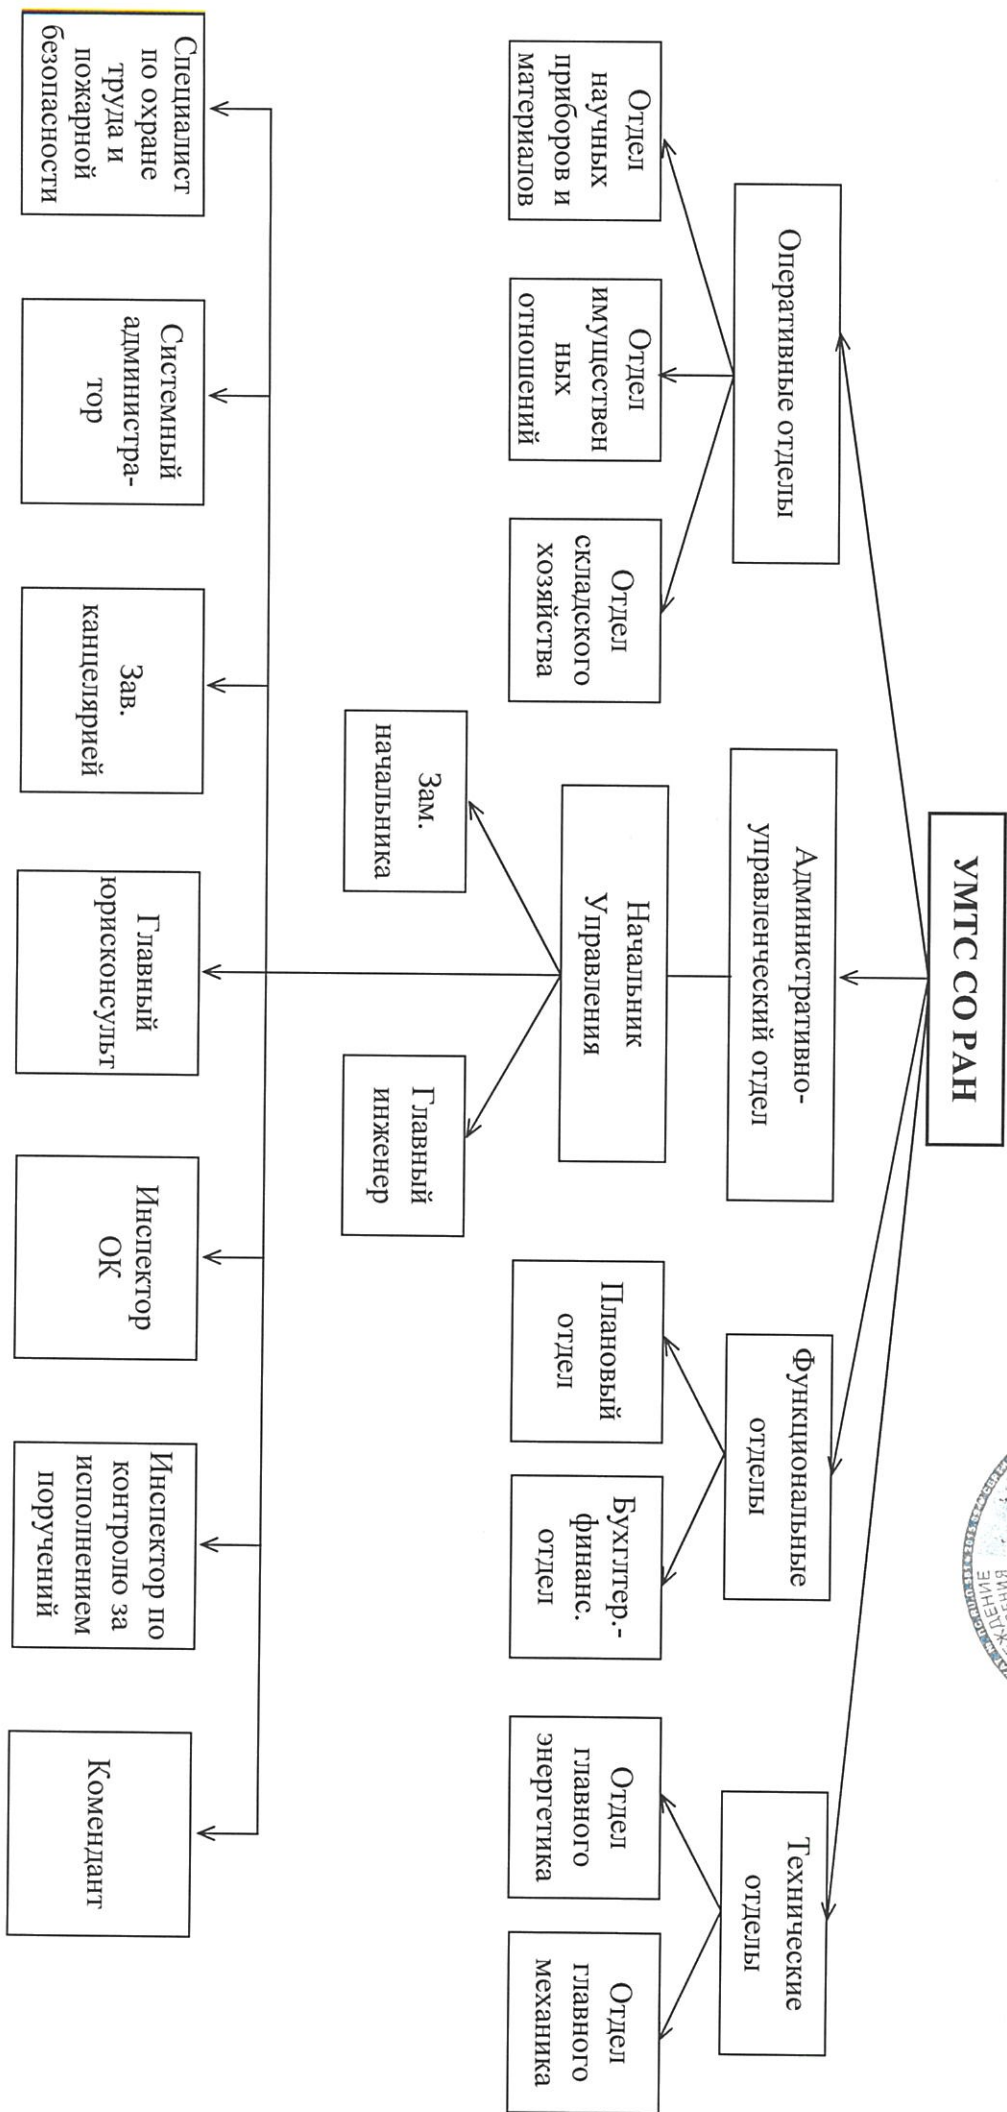 УМТС СО РАН
Оперативные отделы
Административно-
управленческий отдел
Функциональные
отделы
Технические
отделы
Отдел
научных
приборов и
материалов
Отдел
имуществен
ных
отношений
Отдел
складского
хозяйства
Начальник
Управления
Плановый
отдел
Бухглтер.-
финанс.
отдел
Отдел
главного
энергетика
Отдел
главного
механика
Зам.
начальника
Главный
инженер
Специалист
по охране
труда и
пожарной
безопасности
Системный
администра-
тор
Зав.
канцелярией
Главный
юрисконсульт
Инспектор
ОК
Инспектор по
контролю за
исполнением
поручений
Комендант